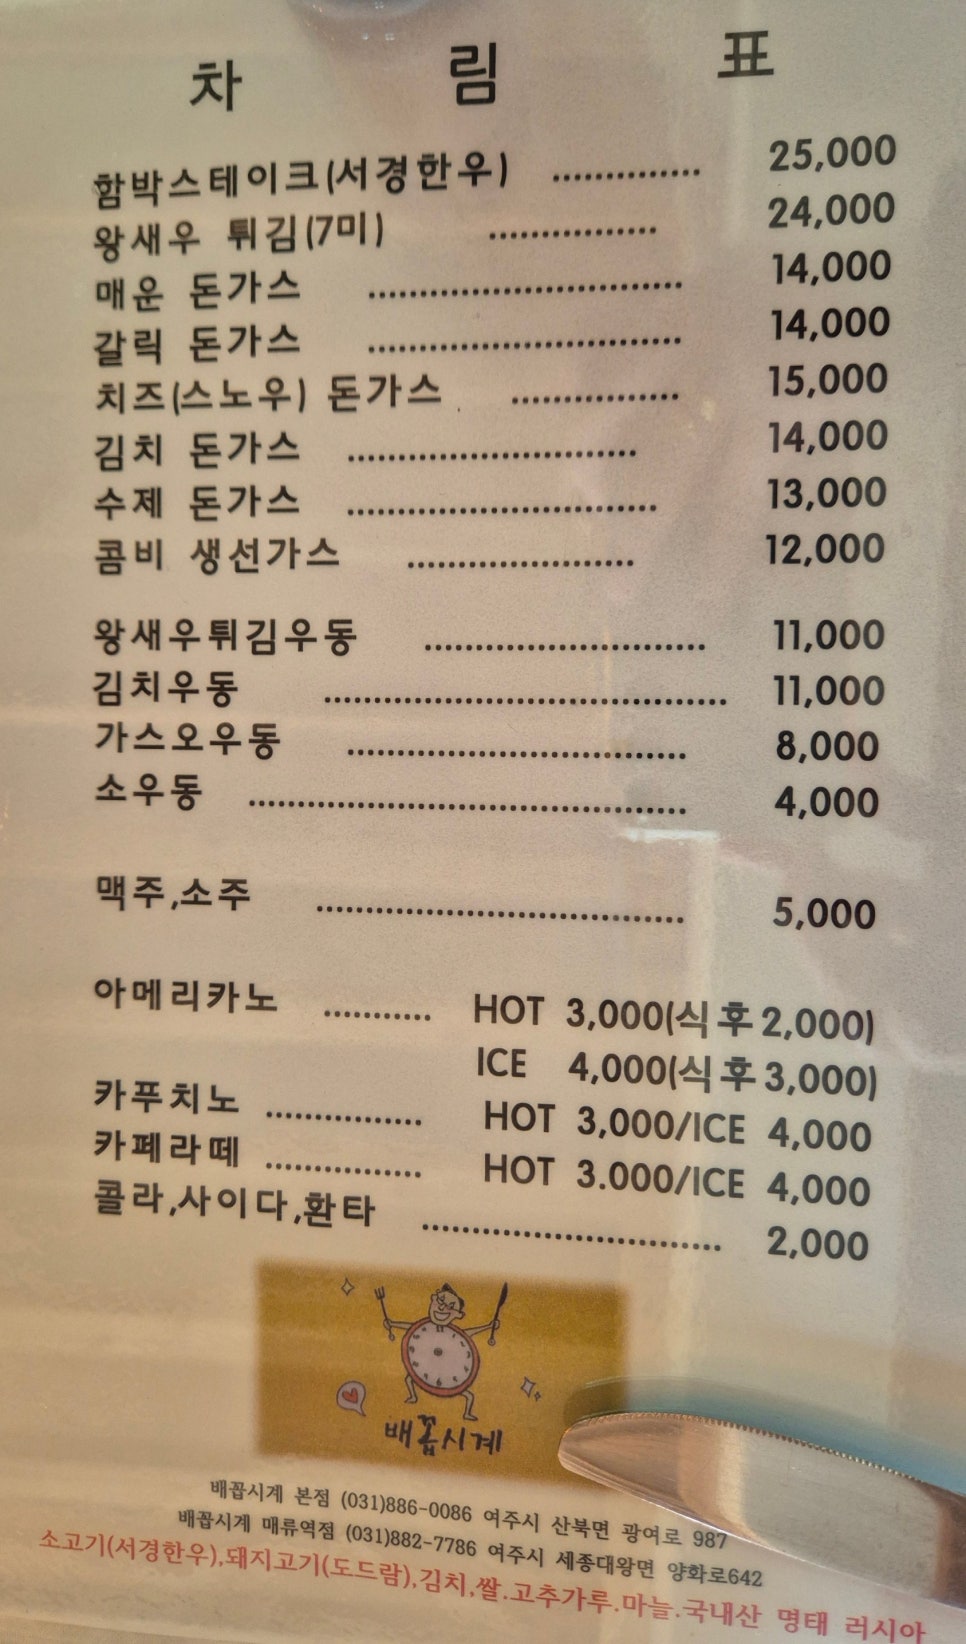 차 림 표
함박스테이크(서경한우) .............. 25,000
왕새우 튀김(7미) ................ 24,000
매운 돈가스 ............................... 14,000
갈릭 돈가스 ............................... 14,000
치즈(스노우) 돈가스 ................ 15,000
김치 돈가스 ............................ 14,000
수제 돈가스 .............................. 13,000
콤비 생선가스 ...................... 12,000
왕새우튀김우동 ........................... 11,000
김치우동 ....................................... 11,000
가스오우동 ................................. 8,000
소우동 .......................................... 4,000
맥주,소주 ................................... 5,000
아메리카노 ........... HOT 3,000(식후2,000)
ICE 4,000(식후3,000)
카푸치노 ............... HOT 3,000/ICE 4,000
카페라떼 ............... HOT 3.000/ICE 4,000
콜라,사이다,환타 ............................. 2,000
배꼽시계
배꼽시계 본점 (031)886-0086 여주시 산북면 광여로 987
배꼽시계 매류역점 (031)882-7786 여주시 세종대왕면 양화로642
소고기(서경한우),돼지고기(도드람),김치,쌀.고추가루.마늘.국내산 명태 러시아